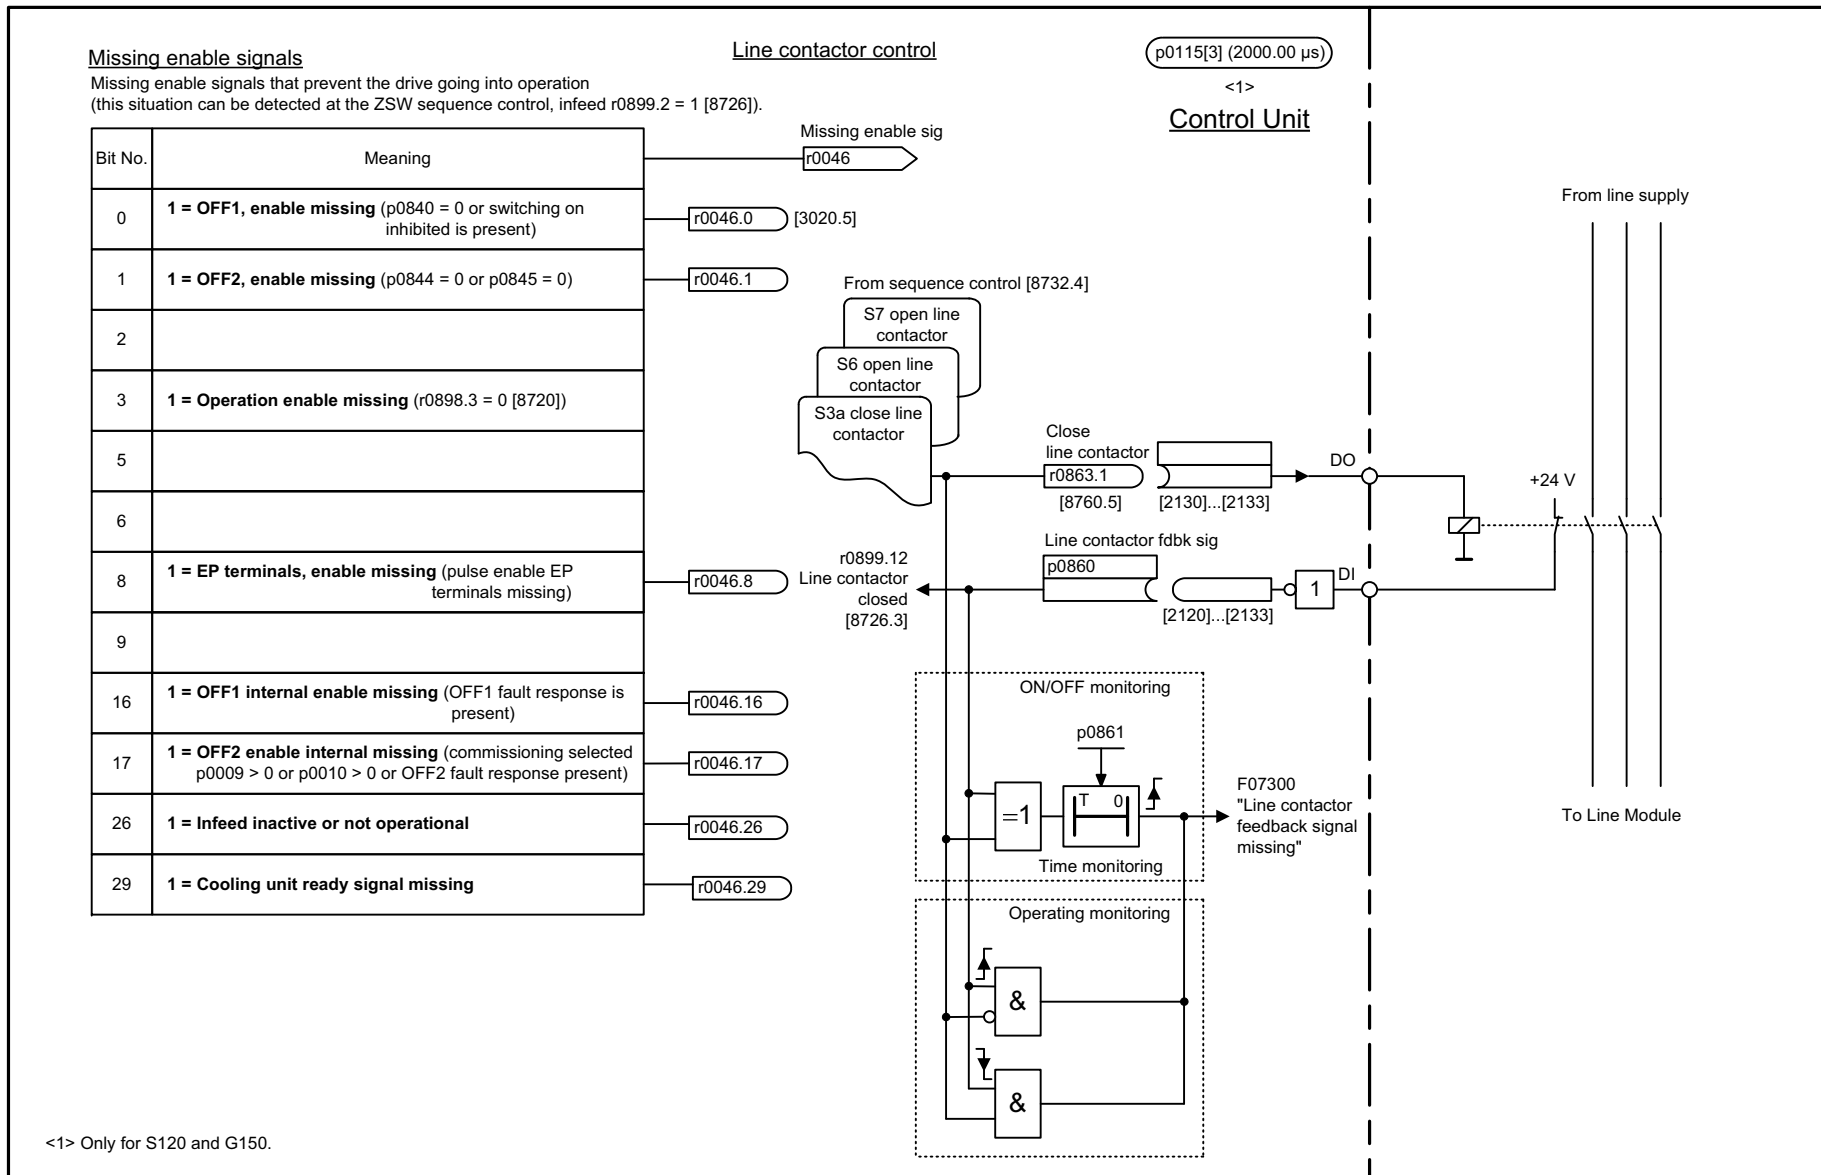 Missing enable signals
Missing enable signals that prevent the drive going into operation
(this situation can be detected at the ZSW sequence control, infeed r0899.2 = 1 [8726]).
Line contactor control
p0115[3] (2000.00 µs)
<1>
Control Unit
Bit No.
Meaning
Missing enable sig
r0046
0
1 = OFF1, enable missing (p0840 = 0 or switching on
inhibited is present)
r0046.0
[3020.5]
1
1 = OFF2, enable missing (p0844 = 0 or p0845 = 0)
r0046.1
2
3
1 = Operation enable missing (r0898.3 = 0 [8720])
5
6
8
1 = EP terminals, enable missing (pulse enable EP
terminals missing)
r0046.8
9
16
1 = OFF1 internal enable missing (OFF1 fault response is
present)
r0046.16
17
1 = OFF2 enable internal missing (commissioning selected
p0009 > 0 or p0010 > 0 or OFF2 fault response present)
r0046.17
26
1 = Infeed inactive or not operational
r0046.26
29
1 = Cooling unit ready signal missing
r0046.29
From sequence control [8732.4]
S7 open line
contactor
S6 open line
contactor
S3a close line
contactor
Close
line contactor
r0863.1
[8760.5]
[2130]...[2133]
DO
r0899.12
Line contactor
closed
[8726.3]
Line contactor fdbk sig
p0860
[2120]...[2133]
1
DI
+24 V
From line supply
To Line Module
ON/OFF monitoring
p0861
=1
T
0
Time monitoring
F07300
"Line contactor
feedback signal
missing"
Operating monitoring
&
&
<1> Only for S120 and G150.